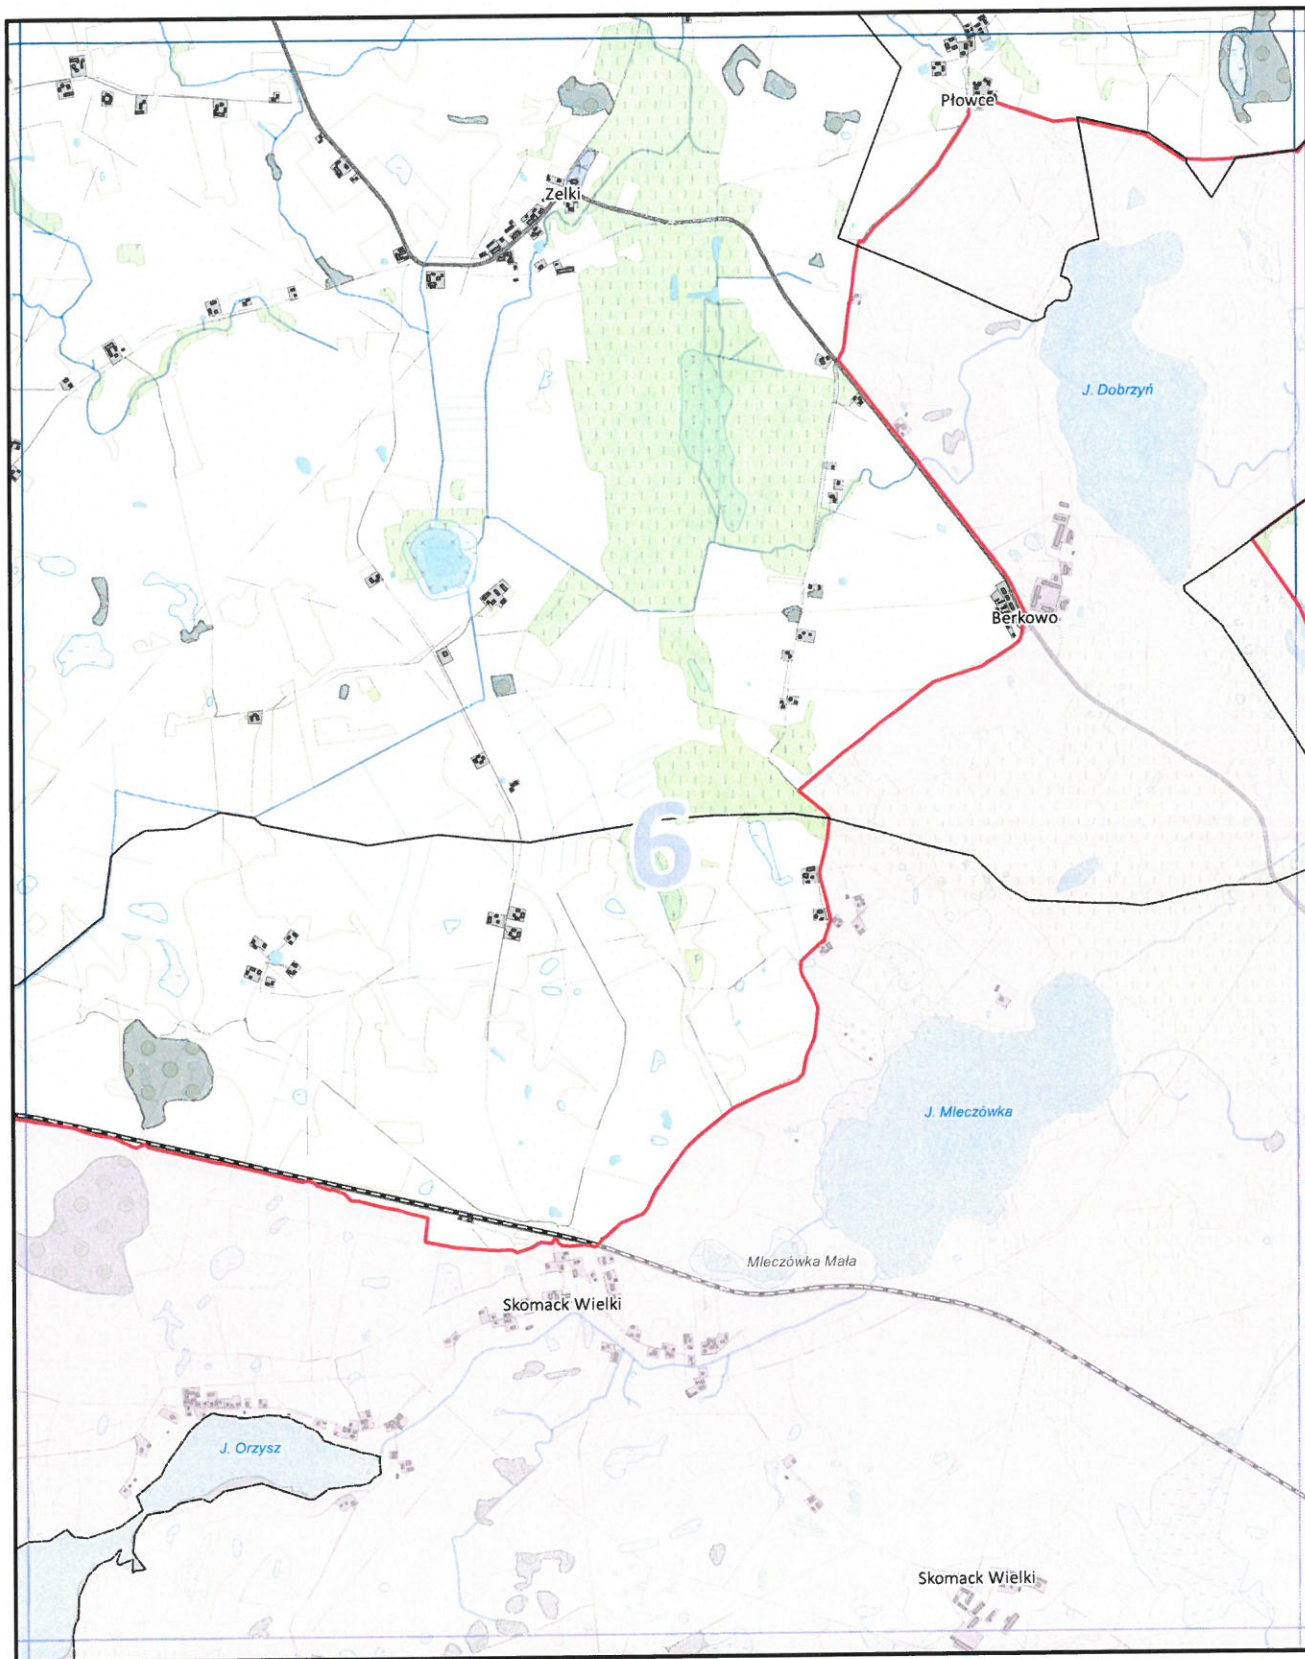 Płowce
Zelki
J. Dobrzyń
Berkowo
6
J. Mleczówka
Mleczówka Mała
Skomack Wielki
J. Orzysz
Skomack Wielki